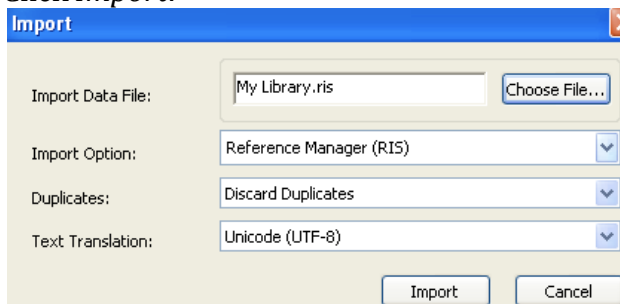 Click Import.
Import
Import Data File:
My Library.ris
Choose File...
Import Option:
Reference Manager (RIS)
Duplicates:
Discard Duplicates
Text Translation:
Unicode (UTF-8)
Import
Cancel